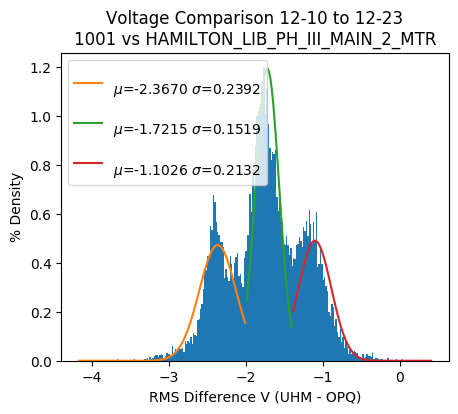 Voltage Comparison 12-10 to 12-23
1001 vs HAMILTON_LIB_PH_III_MAIN_2_MTR
μ=-2.3670 σ=0.2392
μ=-1.7215 σ=0.1519
μ=-1.1026 σ=0.2132
% Density
1.2
1.0
0.8
0.6
0.4
0.2
0.0
−4 −3 −2 −1 0
RMS Difference V (UHM - OPQ)